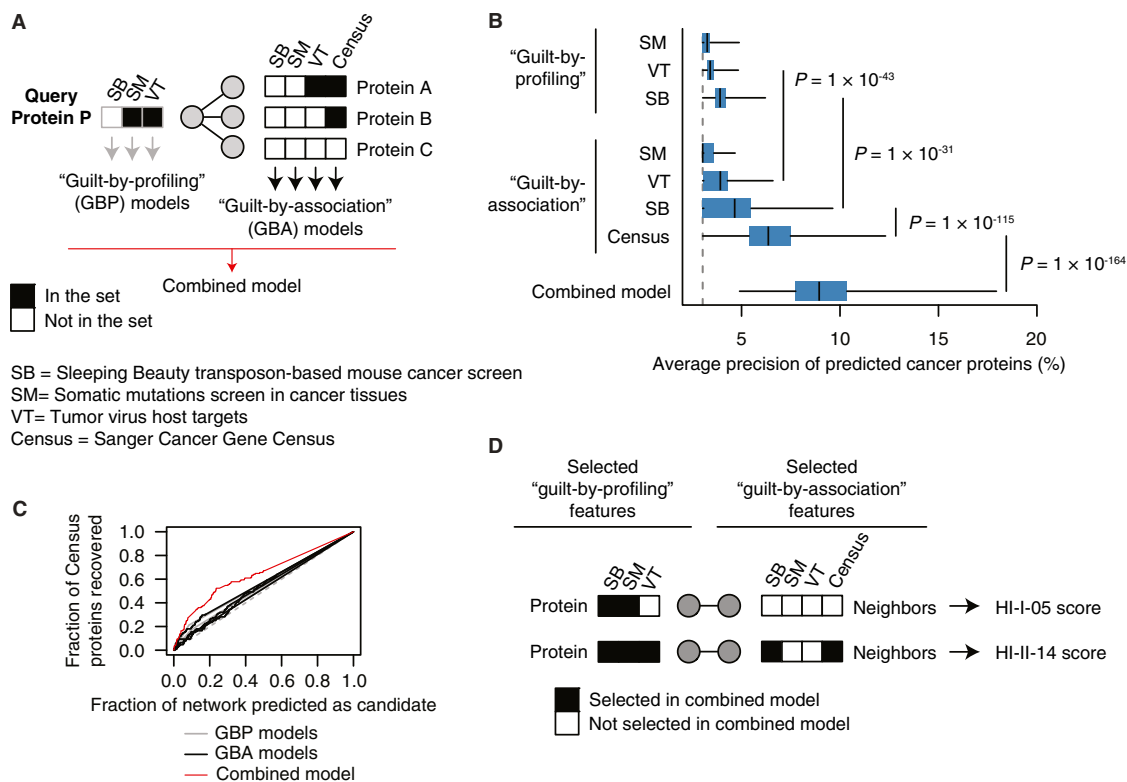 A
SB
SM
VT
SB
SM
VT
Census
Query
Protein P
Protein A
Protein B
Protein C
“Guilt-by-profiling”
(GBP) models
“Guilt-by-association”
(GBA) models
Combined model
In the set
Not in the set
SB = Sleeping Beauty transposon-based mouse cancer screen
SM= Somatic mutations screen in cancer tissues
VT= Tumor virus host targets
Census = Sanger Cancer Gene Census
B
“Guilt-by-
profiling”
SM
VT
SB
“Guilt-by-
association”
SM
VT
SB
Census
Combined model
P = 1 × 10-43
P = 1 × 10-31
P = 1 × 10-115
P = 1 × 10-164
5 10 15 20
Average precision of predicted cancer proteins (%)
C
Fraction of Census
proteins recovered
1.0
0.8
0.6
0.4
0.2
0.0
0.0 0.2 0.4 0.6 0.8 1.0
Fraction of network predicted as candidate
GBP models
GBA models
Combined model
D
Selected
“guilt-by-profiling”
features
Selected
“guilt-by-association”
features
SB
SM
VT
SB
SM
VT
Census
Protein Neighbors HI-I-05 score
Protein Neighbors HI-II-14 score
Selected in combined model
Not selected in combined model